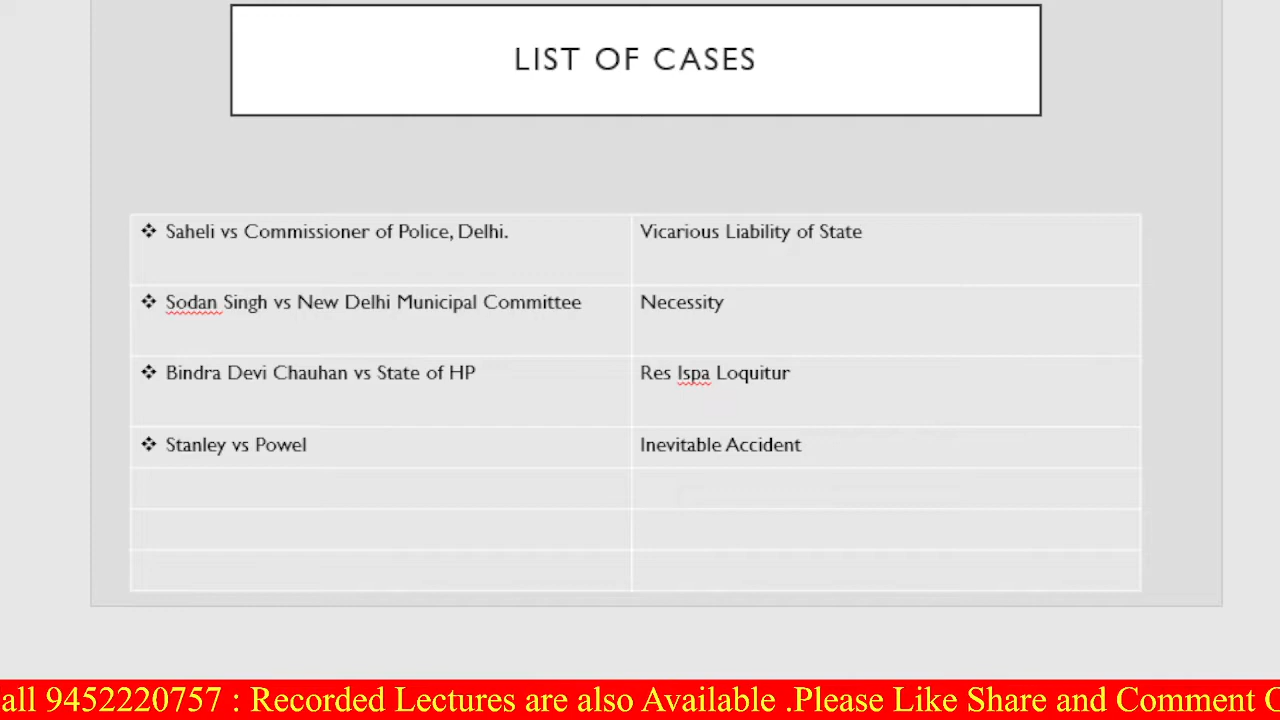 LIST OF CASES
❖ Saheli vs Commissioner of Police, Delhi.
Vicarious Liability of State
❖ Sodan Singh vs New Delhi Municipal Committee
Necessity
❖ Bindra Devi Chauhan vs State of HP
Res Ispa Loquitur
❖ Stanley vs Powel
Inevitable Accident
all 9452220757 : Recorded Lectures are also Available .Please Like Share and Comment